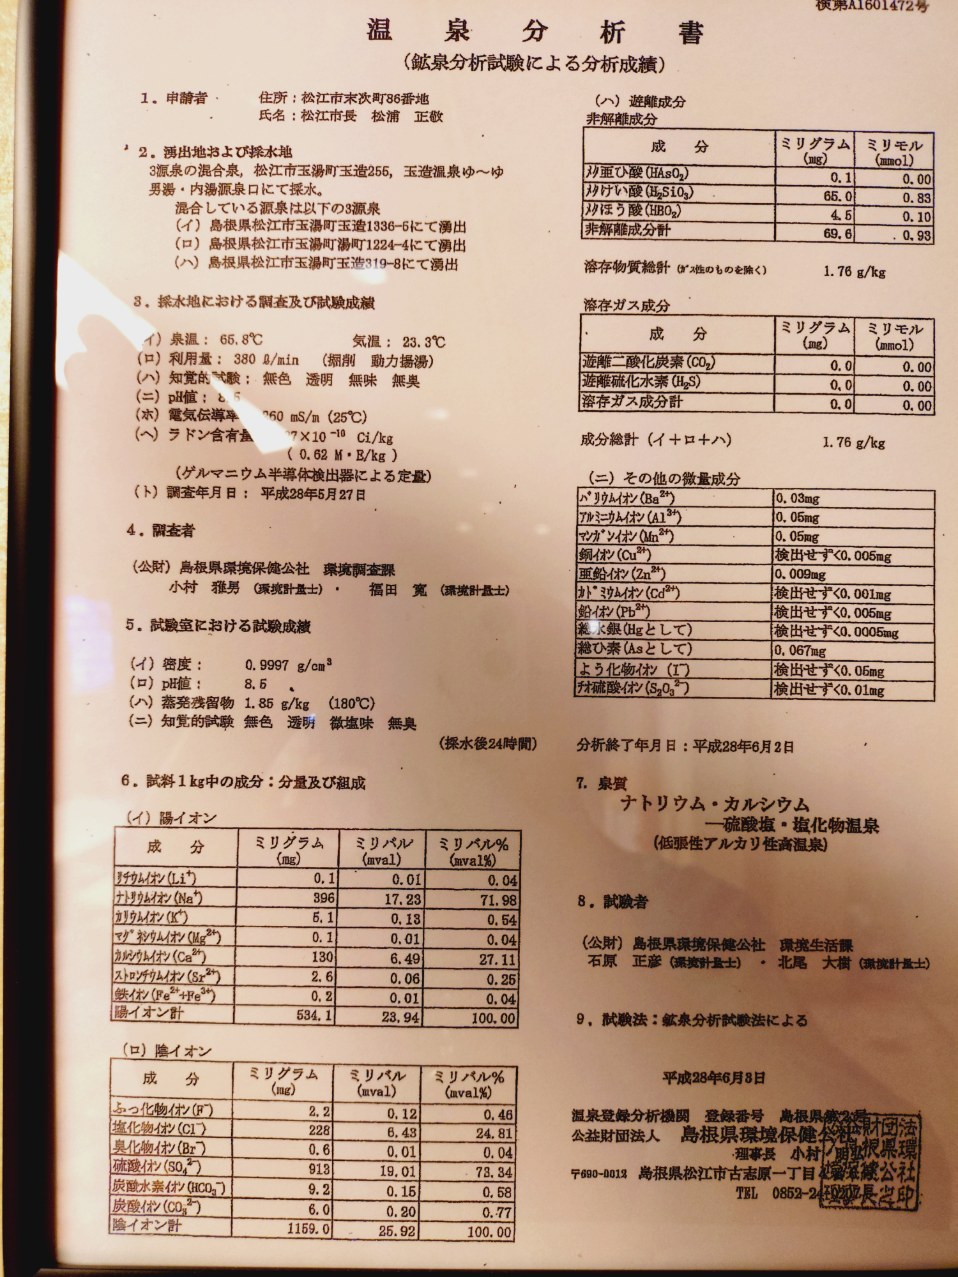 検第A1601472号
温泉分析書
（鉱泉分析試験による分析成績）
1．申請者　住所：松江市末次町86番地
氏名：松江市長　松浦　正敬
2．湧出地および採水地
3源泉の混合泉，松江市玉湯町玉造255，玉造温泉ゆ～ゆ
男湯・内湯源泉口にて採水。
混合している源泉は以下の3源泉
（イ）島根県松江市玉湯町玉造1336-5にて湧出
（ロ）島根県松江市玉湯町湯町1224-4にて湧出
（ハ）島根県松江市玉湯町玉造319-8にて湧出
3．採水地における調査及び試験成績
（イ）泉温：65.8℃　気温：23.3℃
（ロ）利用量：380 ℓ/min　（掘削　動力揚湯）
（ハ）知覚的試験：無色　透明　無味　無臭
（ニ）pH値：8.5
（ホ）電気伝導率　260 mS/m (25℃)
（ヘ）ラドン含有量　×10⁻¹⁰ Ci/kg
（0.62 M・E/kg）
（ゲルマニウム半導体検出器による定量）
（ト）調査年月日：平成28年5月27日
4．調査者
（公財）島根県環境保健公社　環境調査課
小村　雅男（環境計量士）・　福田　寛（環境計量士）
5．試験室における試験成績
（イ）密度：　0.9997 g/cm³
（ロ）pH値：　8.5
（ハ）蒸発残留物　1.85 g/kg　（180℃）
（ニ）知覚的試験　無色　透明　微塩味　無臭
（採水後24時間）
6．試料1kg中の成分：分量及び組成
（イ）陽イオン
成分　ミリグラム(mg)　ミリバル(mval)　ミリバル%(mval%)
リチウムイオン(Li⁺)　0.1　0.01　0.04
ナトリウムイオン(Na⁺)　396　17.23　71.98
カリウムイオン(K⁺)　5.1　0.13　0.54
マグネシウムイオン(Mg²⁺)　0.1　0.01　0.04
カルシウムイオン(Ca²⁺)　130　6.49　27.11
ストロンチウムイオン(Sr²⁺)　2.6　0.06　0.25
鉄イオン(Fe²⁺+Fe³⁺)　0.2　0.01　0.04
陽イオン計　534.1　23.94　100.00
（ロ）陰イオン
成分　ミリグラム(mg)　ミリバル(mval)　ミリバル%(mval%)
ふっ化物イオン(F⁻)　2.2　0.12　0.46
塩化物イオン(Cl⁻)　228　6.43　24.81
臭化物イオン(Br⁻)　0.6　0.01　0.04
硫酸イオン(SO₄²⁻)　913　19.01　73.34
炭酸水素イオン(HCO₃⁻)　9.2　0.15　0.58
炭酸イオン(CO₃²⁻)　6.0　0.20　0.77
陰イオン計　1159.0　25.92　100.00
（ハ）遊離成分
非解離成分
成分　ミリグラム(mg)　ミリモル(mmol)
メタ亜ひ酸(HAsO₂)　0.1　0.00
メタけい酸(H₂SiO₃)　65.0　0.83
メタほう酸(HBO₂)　4.5　0.10
非解離成分計　69.6　0.93
溶存物質総計（ガス性のものを除く）　1.76 g/kg
溶存ガス成分
成分　ミリグラム(mg)　ミリモル(mmol)
遊離二酸化炭素(CO₂)　0.0　0.00
遊離硫化水素(H₂S)　0.0　0.00
溶存ガス成分計　0.0　0.00
成分総計（イ＋ロ＋ハ）　1.76 g/kg
（ニ）その他の微量成分
バリウムイオン(Ba²⁺)　0.03mg
アルミニウムイオン(Al³⁺)　0.05mg
マンガンイオン(Mn²⁺)　0.05mg
銅イオン(Cu²⁺)　検出せず<0.005mg
亜鉛イオン(Zn²⁺)　0.009mg
カドミウムイオン(Cd²⁺)　検出せず<0.001mg
鉛イオン(Pb²⁺)　検出せず<0.005mg
総水銀(Hgとして)　検出せず<0.0005mg
総ひ素(Asとして)　0.067mg
よう化物イオン(I⁻)　検出せず<0.05mg
チオ硫酸イオン(S₂O₃²⁻)　検出せず<0.01mg
分析終了年月日：平成28年6月2日
7．泉質
ナトリウム・カルシウム
―硫酸塩・塩化物温泉
（低張性アルカリ性高温泉）
8．試験者
（公財）島根県環境保健公社　環境生活課
石原　正彦（環境計量士）・北尾　大樹（環境計量士）
9．試験法：鉱泉分析試験法による
平成28年6月3日
温泉登録分析機関　登録番号　島根県第2号
公益財団法人　島根県環境保健公社
理事長　小村
〒690-0012　島根県松江市古志原一丁目
TEL　0852-24-0207